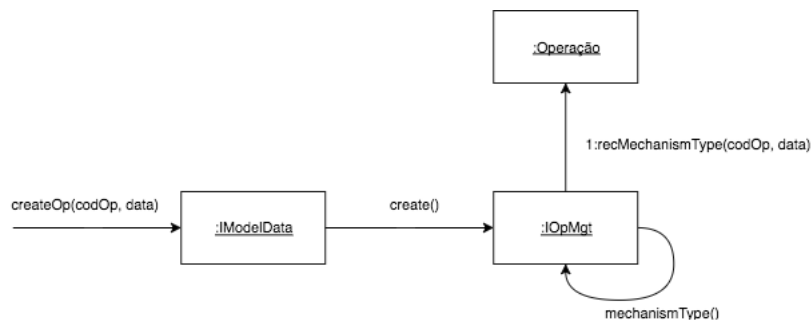 :Operação
1:recMechanismType(codOp, data)
createOp(codOp, data)
:IModelData
create()
:IOpMgt
mechanismType()